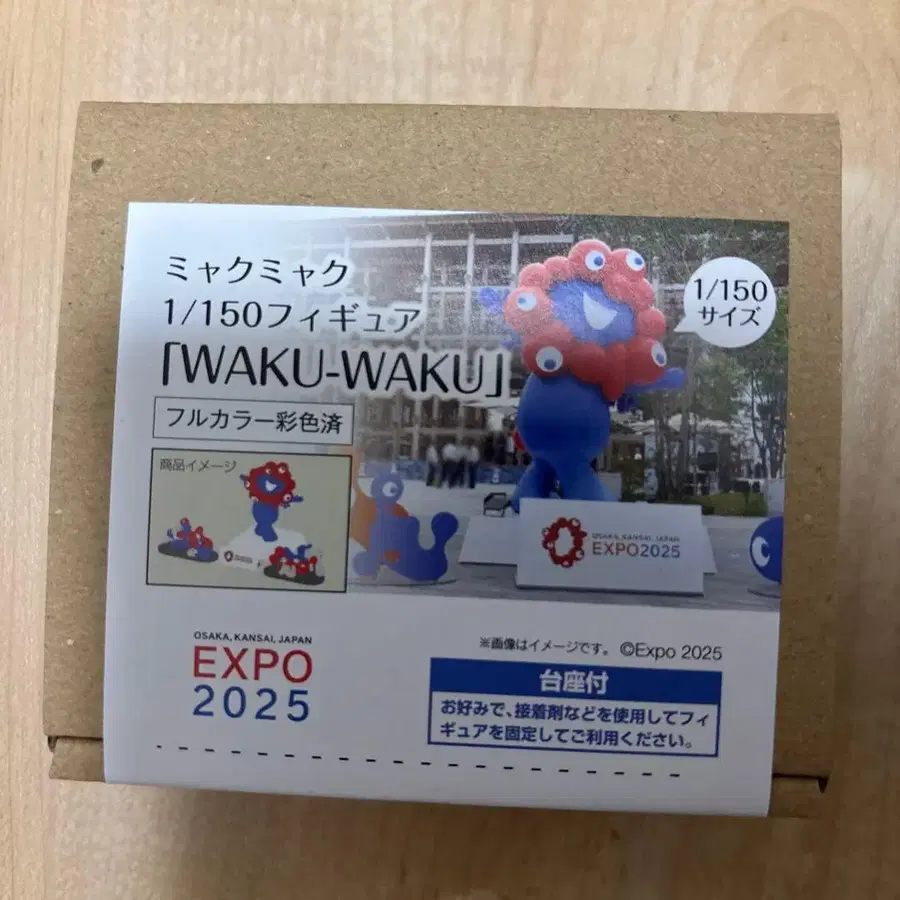 ミャクミャク
1/150フィギュア
「WAKU-WAKU」
フルカラー彩色済
商品イメージ
1/150
サイズ
OSAKA, KANSAI, JAPAN
EXPO2025
OSAKA, KANSAI, JAPAN
EXPO
2025
※画像はイメージです。 ©Expo 2025
台座付
お好みで、接着剤などを使用してフィ
ギュアを固定してご利用ください。